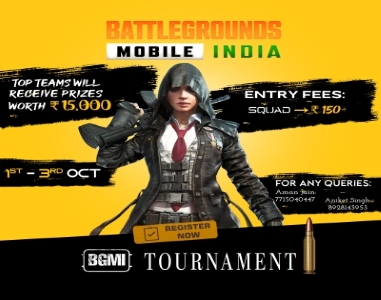 BATTLEGROUNDS
MOBILE INDIA
TOP TEAMS WILL
RECEIVE PRIZES
WORTH ₹ 15,000
ENTRY FEES:
SQUAD → ₹ 150
1ST - 3RD OCT
FOR ANY QUERIES:
Aman Jain:
7715040447
Aniket Singh:
8928143953
REGISTER
NOW
BGMI TOURNAMENT